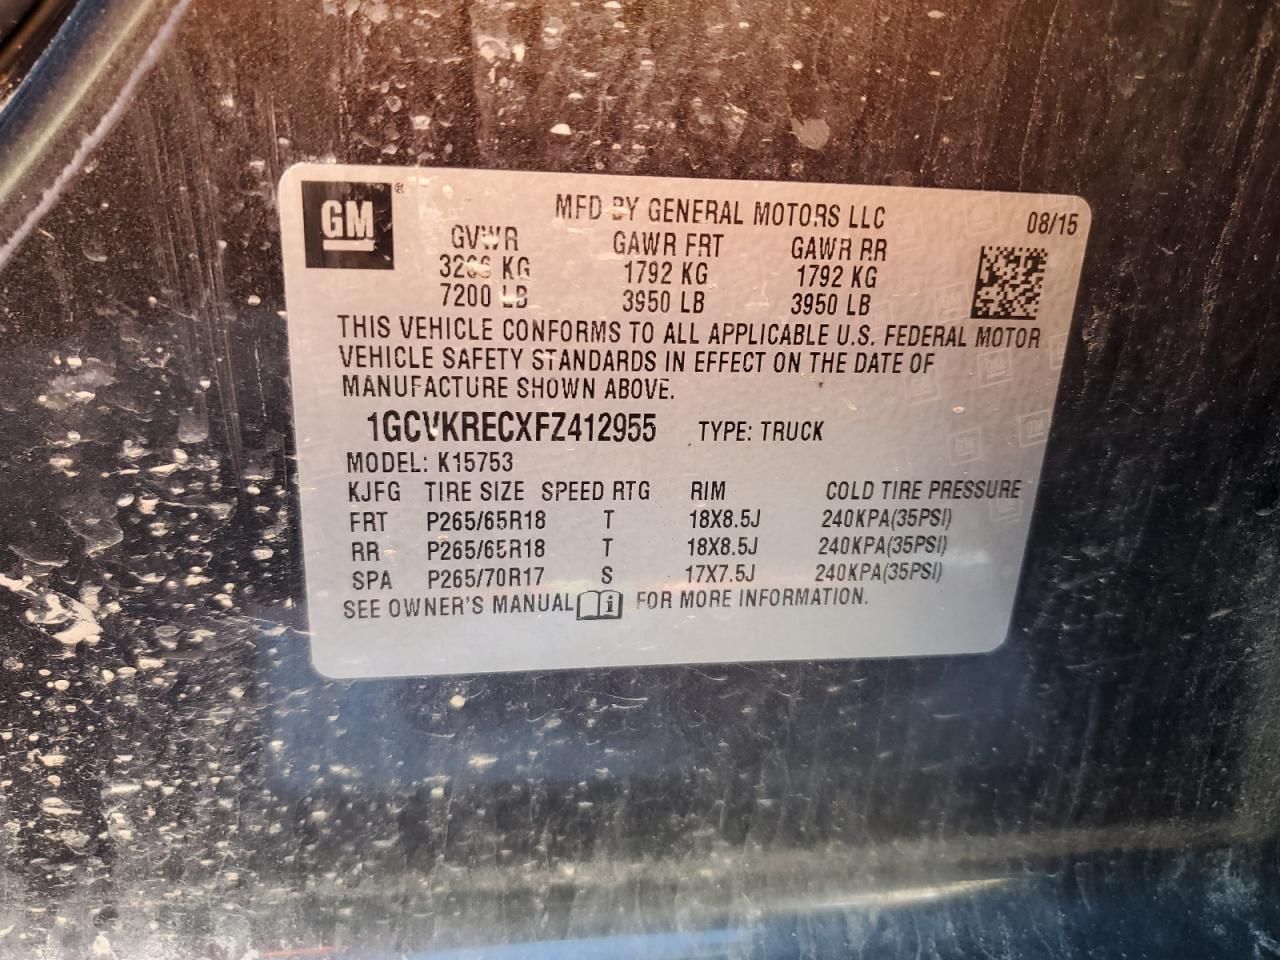 GM ®
MFD BY GENERAL MOTORS LLC 08/15
GVWR GAWR FRT GAWR RR
3266 KG 1792 KG 1792 KG
7200 LB 3950 LB 3950 LB
THIS VEHICLE CONFORMS TO ALL APPLICABLE U.S. FEDERAL MOTOR
VEHICLE SAFETY STANDARDS IN EFFECT ON THE DATE OF
MANUFACTURE SHOWN ABOVE.
1GCVKRECXFZ412955 TYPE: TRUCK
MODEL: K15753
KJFG TIRE SIZE SPEED RTG RIM COLD TIRE PRESSURE
FRT P265/65R18 T 18X8.5J 240KPA(35PSI)
RR P265/65R18 T 18X8.5J 240KPA(35PSI)
SPA P265/70R17 S 17X7.5J 240KPA(35PSI)
SEE OWNER'S MANUAL i FOR MORE INFORMATION.